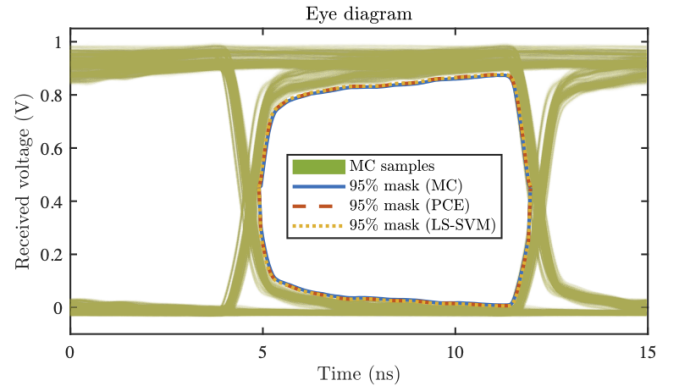 Eye diagram
1
0.8
0.6
0.4
0.2
0
Received voltage (V)
MC samples
95% mask (MC)
95% mask (PCE)
95% mask (LS-SVM)
0
5
10
15
Time (ns)